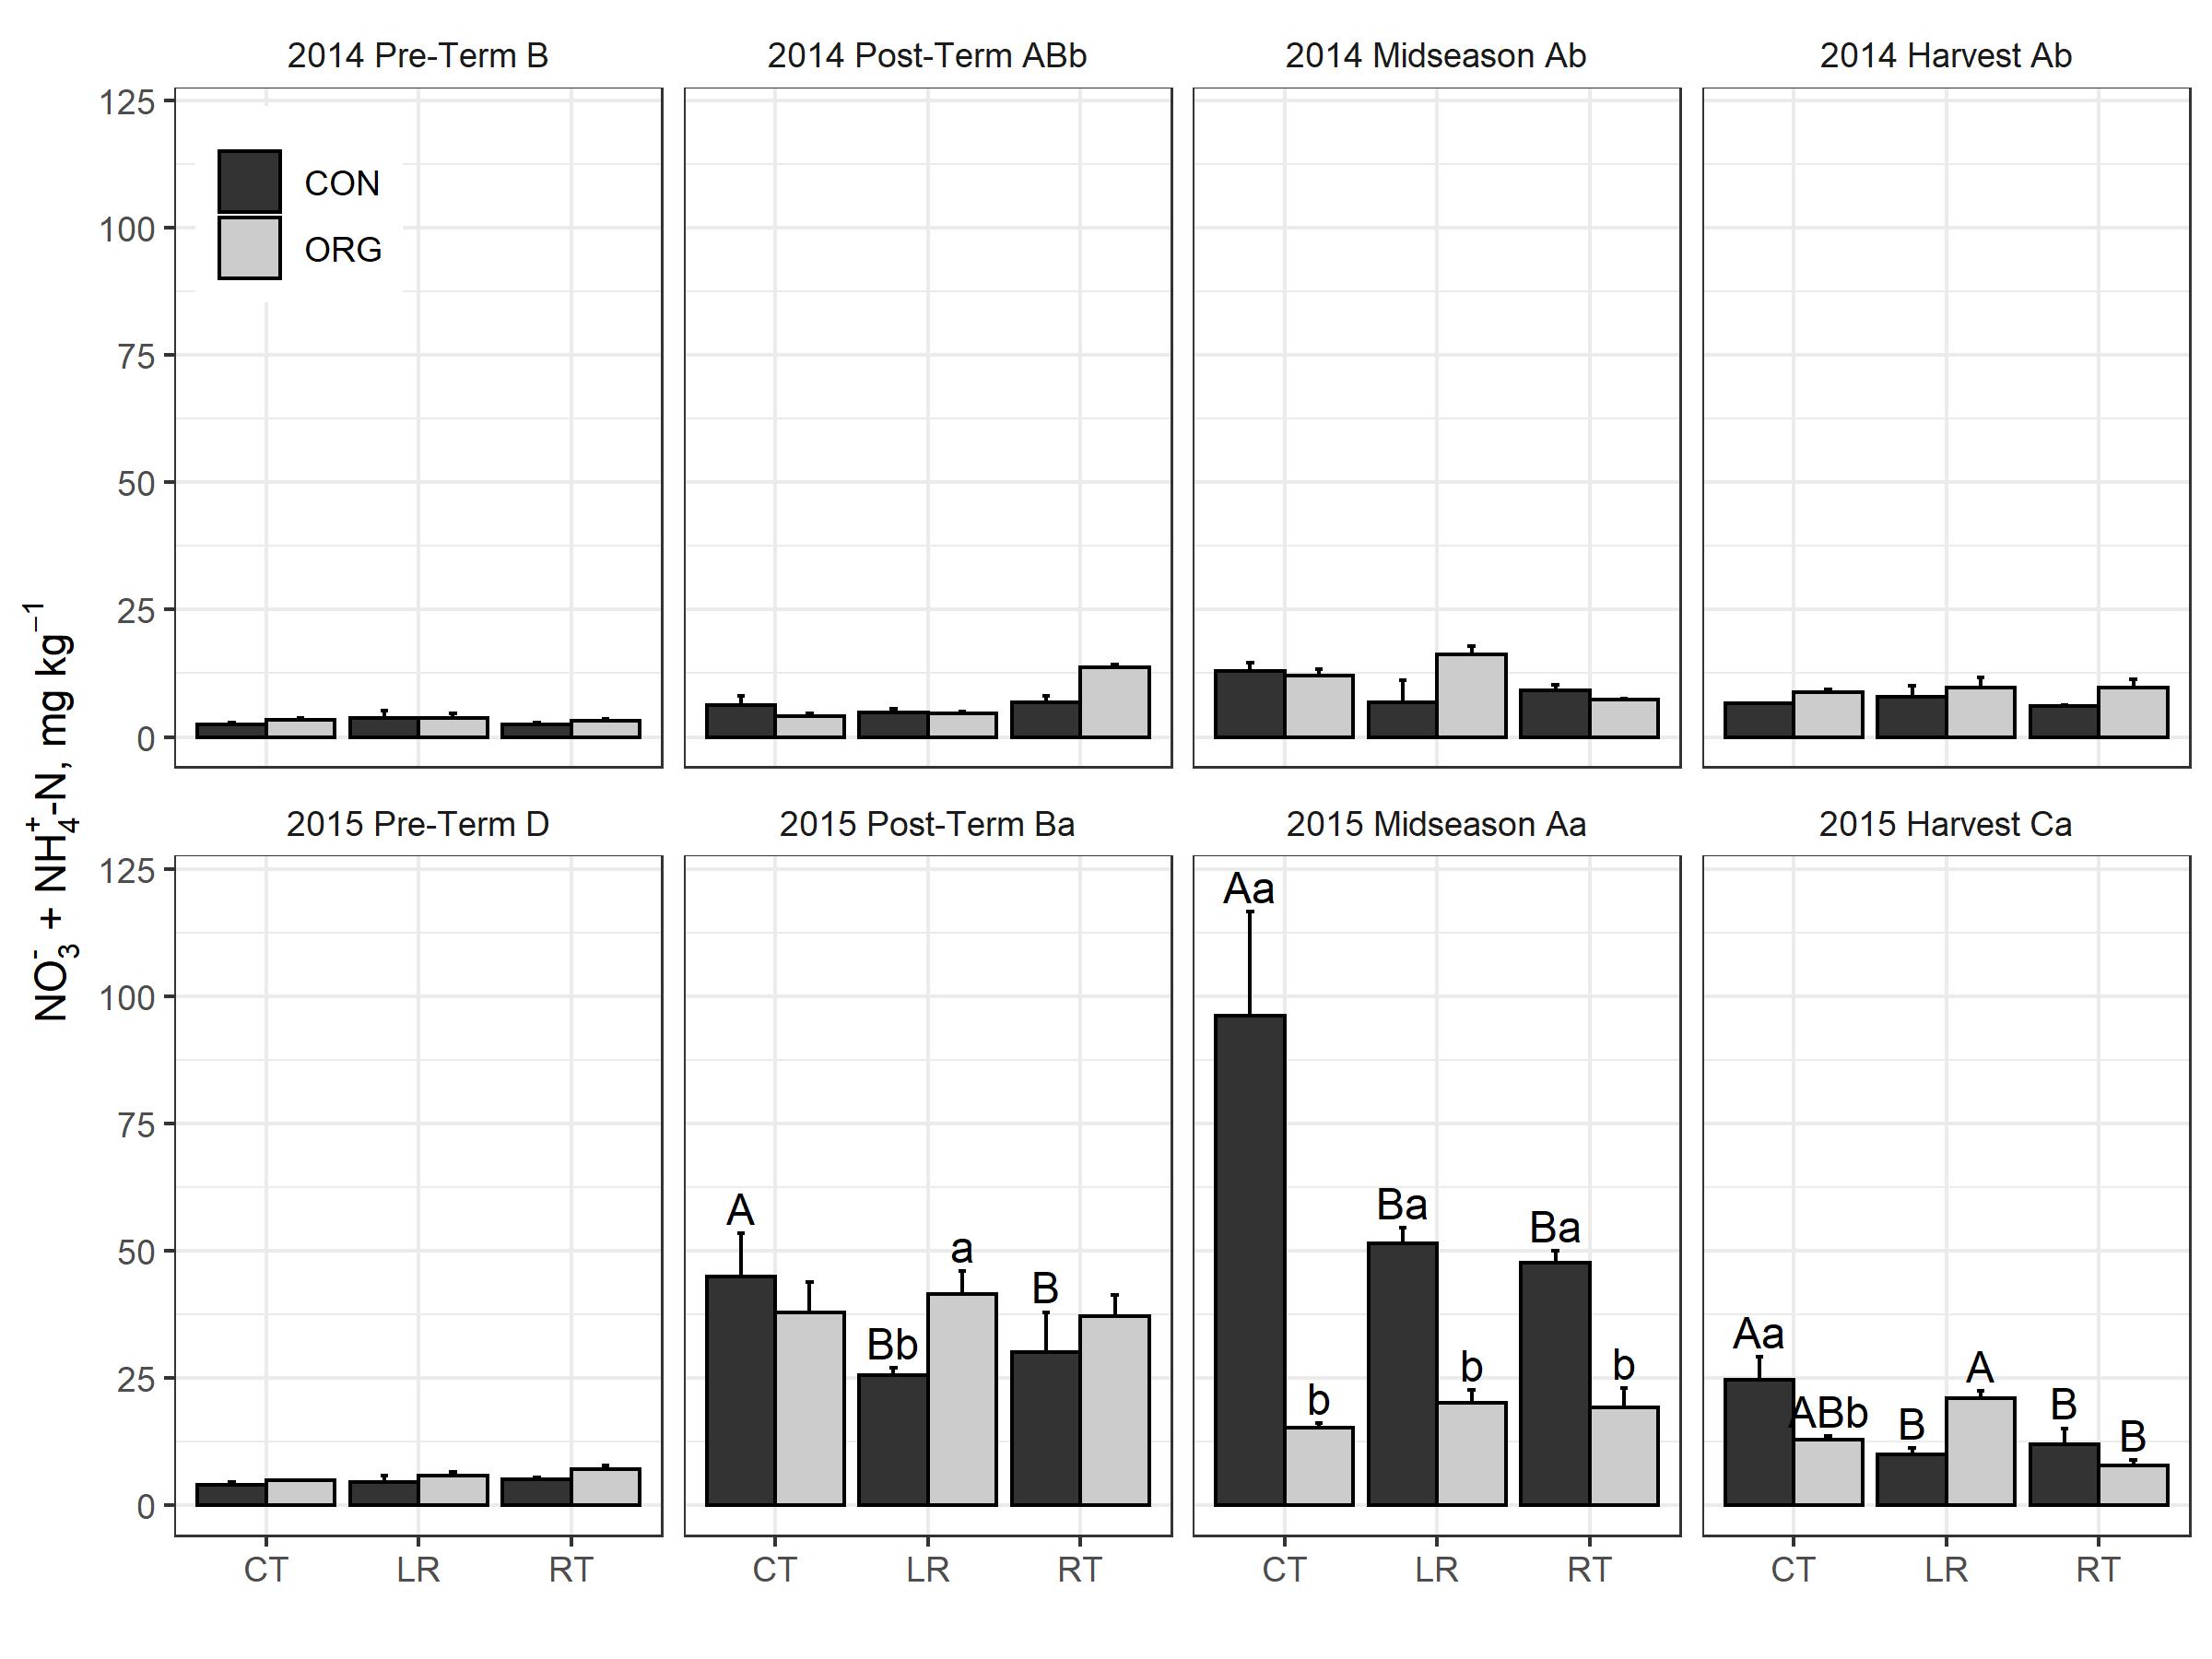 2014 Pre-Term B
2014 Post-Term ABb
2014 Midseason Ab
2014 Harvest Ab
125
100
75
50
25
0
CON
ORG
NO₃⁻ + NH₄⁺-N, mg kg⁻¹
2015 Pre-Term D
2015 Post-Term Ba
2015 Midseason Aa
2015 Harvest Ca
125
100
75
50
25
0
A
Bb
a
B
Aa
b
Ba
b
Ba
b
Aa
ABb
B
A
B
B
CT LR RT
CT LR RT
CT LR RT
CT LR RT